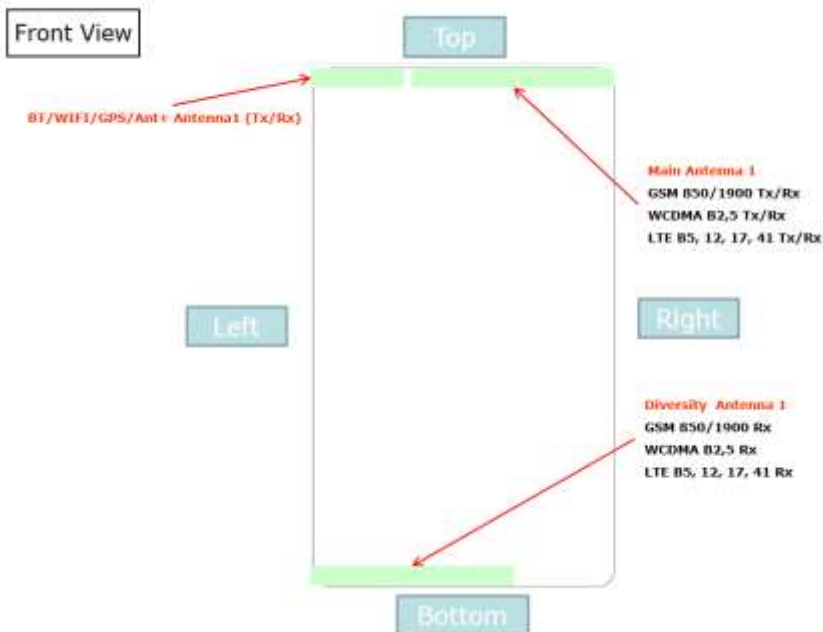 Front View
Top
BT/WIFI/GPS/Ant+ Antenna1 (Tx/Rx)
Main Antenna 1
GSM 850/1900 Tx/Rx
WCDMA B2,5 Tx/Rx
LTE B5, 12, 17, 41 Tx/Rx
Left
Right
Diversity Antenna 1
GSM 850/1900 Rx
WCDMA B2,5 Rx
LTE B5, 12, 17, 41 Rx
Bottom